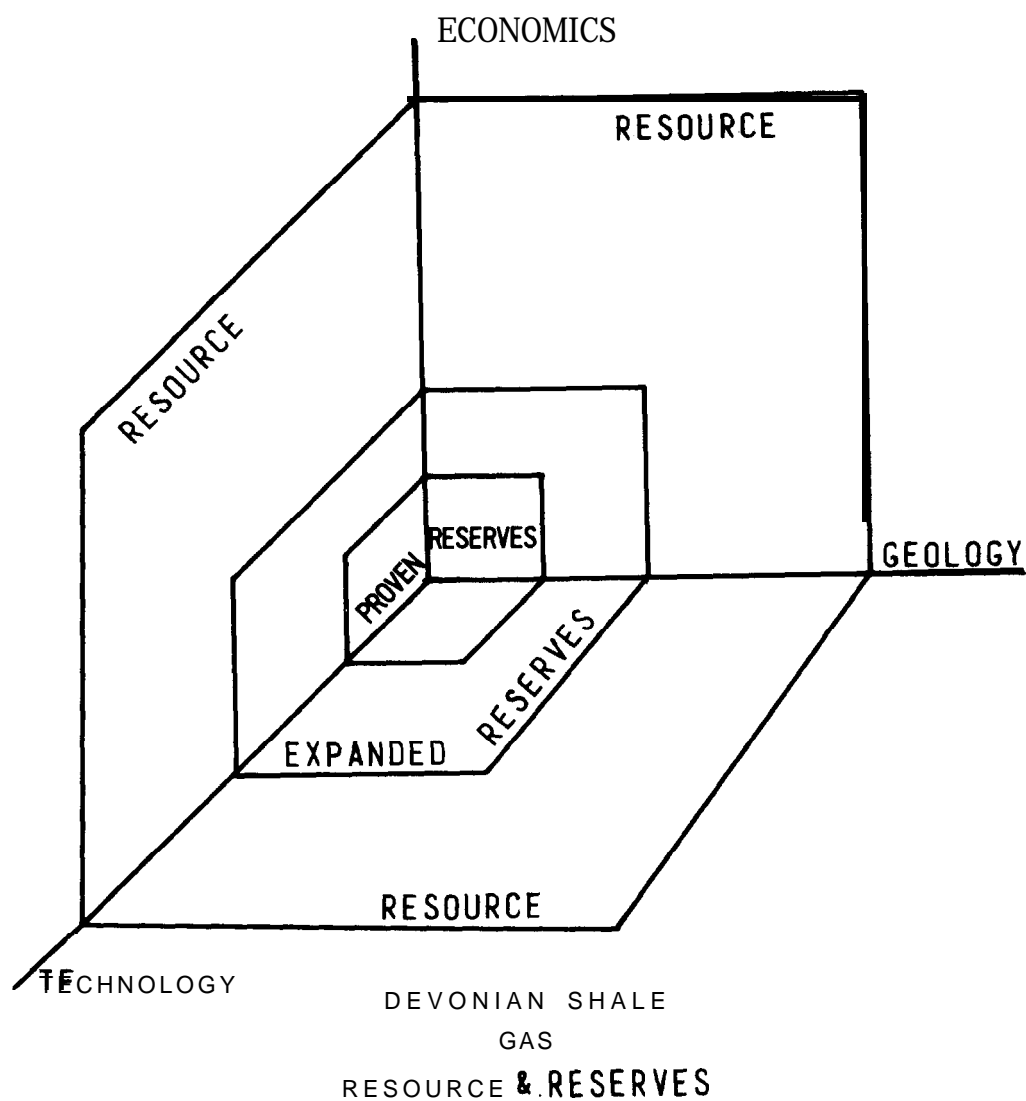 ECONOMICS
RESOURCE
RESOURCE
RESERVES
PROVEN
GEOLOGY
RESERVES
EXPANDED
RESOURCE
TECHNOLOGY
DEVONIAN SHALE
GAS
RESOURCE & RESERVES